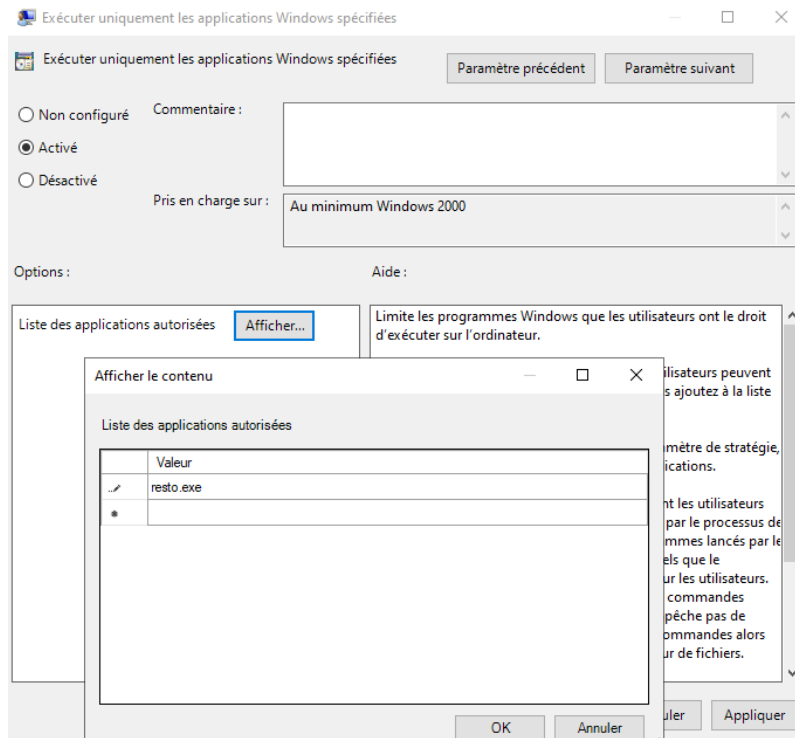 Exécuter uniquement les applications Windows spécifiées
Exécuter uniquement les applications Windows spécifiées
Paramètre précédent
Paramètre suivant
Non configuré
Commentaire :
Activé
Désactivé
Pris en charge sur :
Au minimum Windows 2000
Options :
Aide :
Liste des applications autorisées
Afficher...
Limite les programmes Windows que les utilisateurs ont le droit
d'exécuter sur l'ordinateur.
Afficher le contenu
Liste des applications autorisées
Valeur
resto.exe
OK
Annuler
ilisateurs peuvent
s ajoutez à la liste
mètre de stratégie,
ications.
nt les utilisateurs
par le processus de
mmes lancés par le
els que le
ur les utilisateurs.
commandes
pêche pas de
ommandes alors
ur de fichiers.
uler
Appliquer